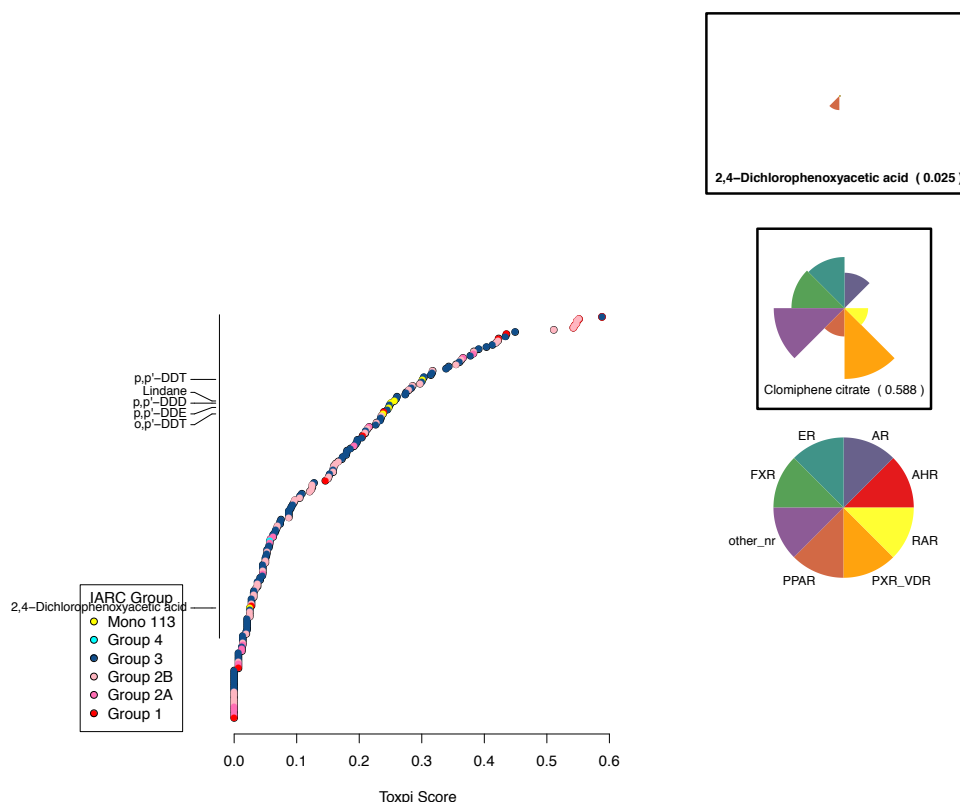 2,4−Dichlorophenoxyacetic acid ( 0.025 )
Clomiphene citrate ( 0.588 )
ER
AR
FXR
AHR
other_nr
RAR
PPAR
PXR_VDR
p,p'−DDT
Lindane
p,p'−DDD
p,p'−DDE
o,p'−DDT
2,4−Dichlorophenoxyacetic acid
IARC Group
Mono 113
Group 4
Group 3
Group 2B
Group 2A
Group 1
0.0 0.1 0.2 0.3 0.4 0.5 0.6
Toxpi Score